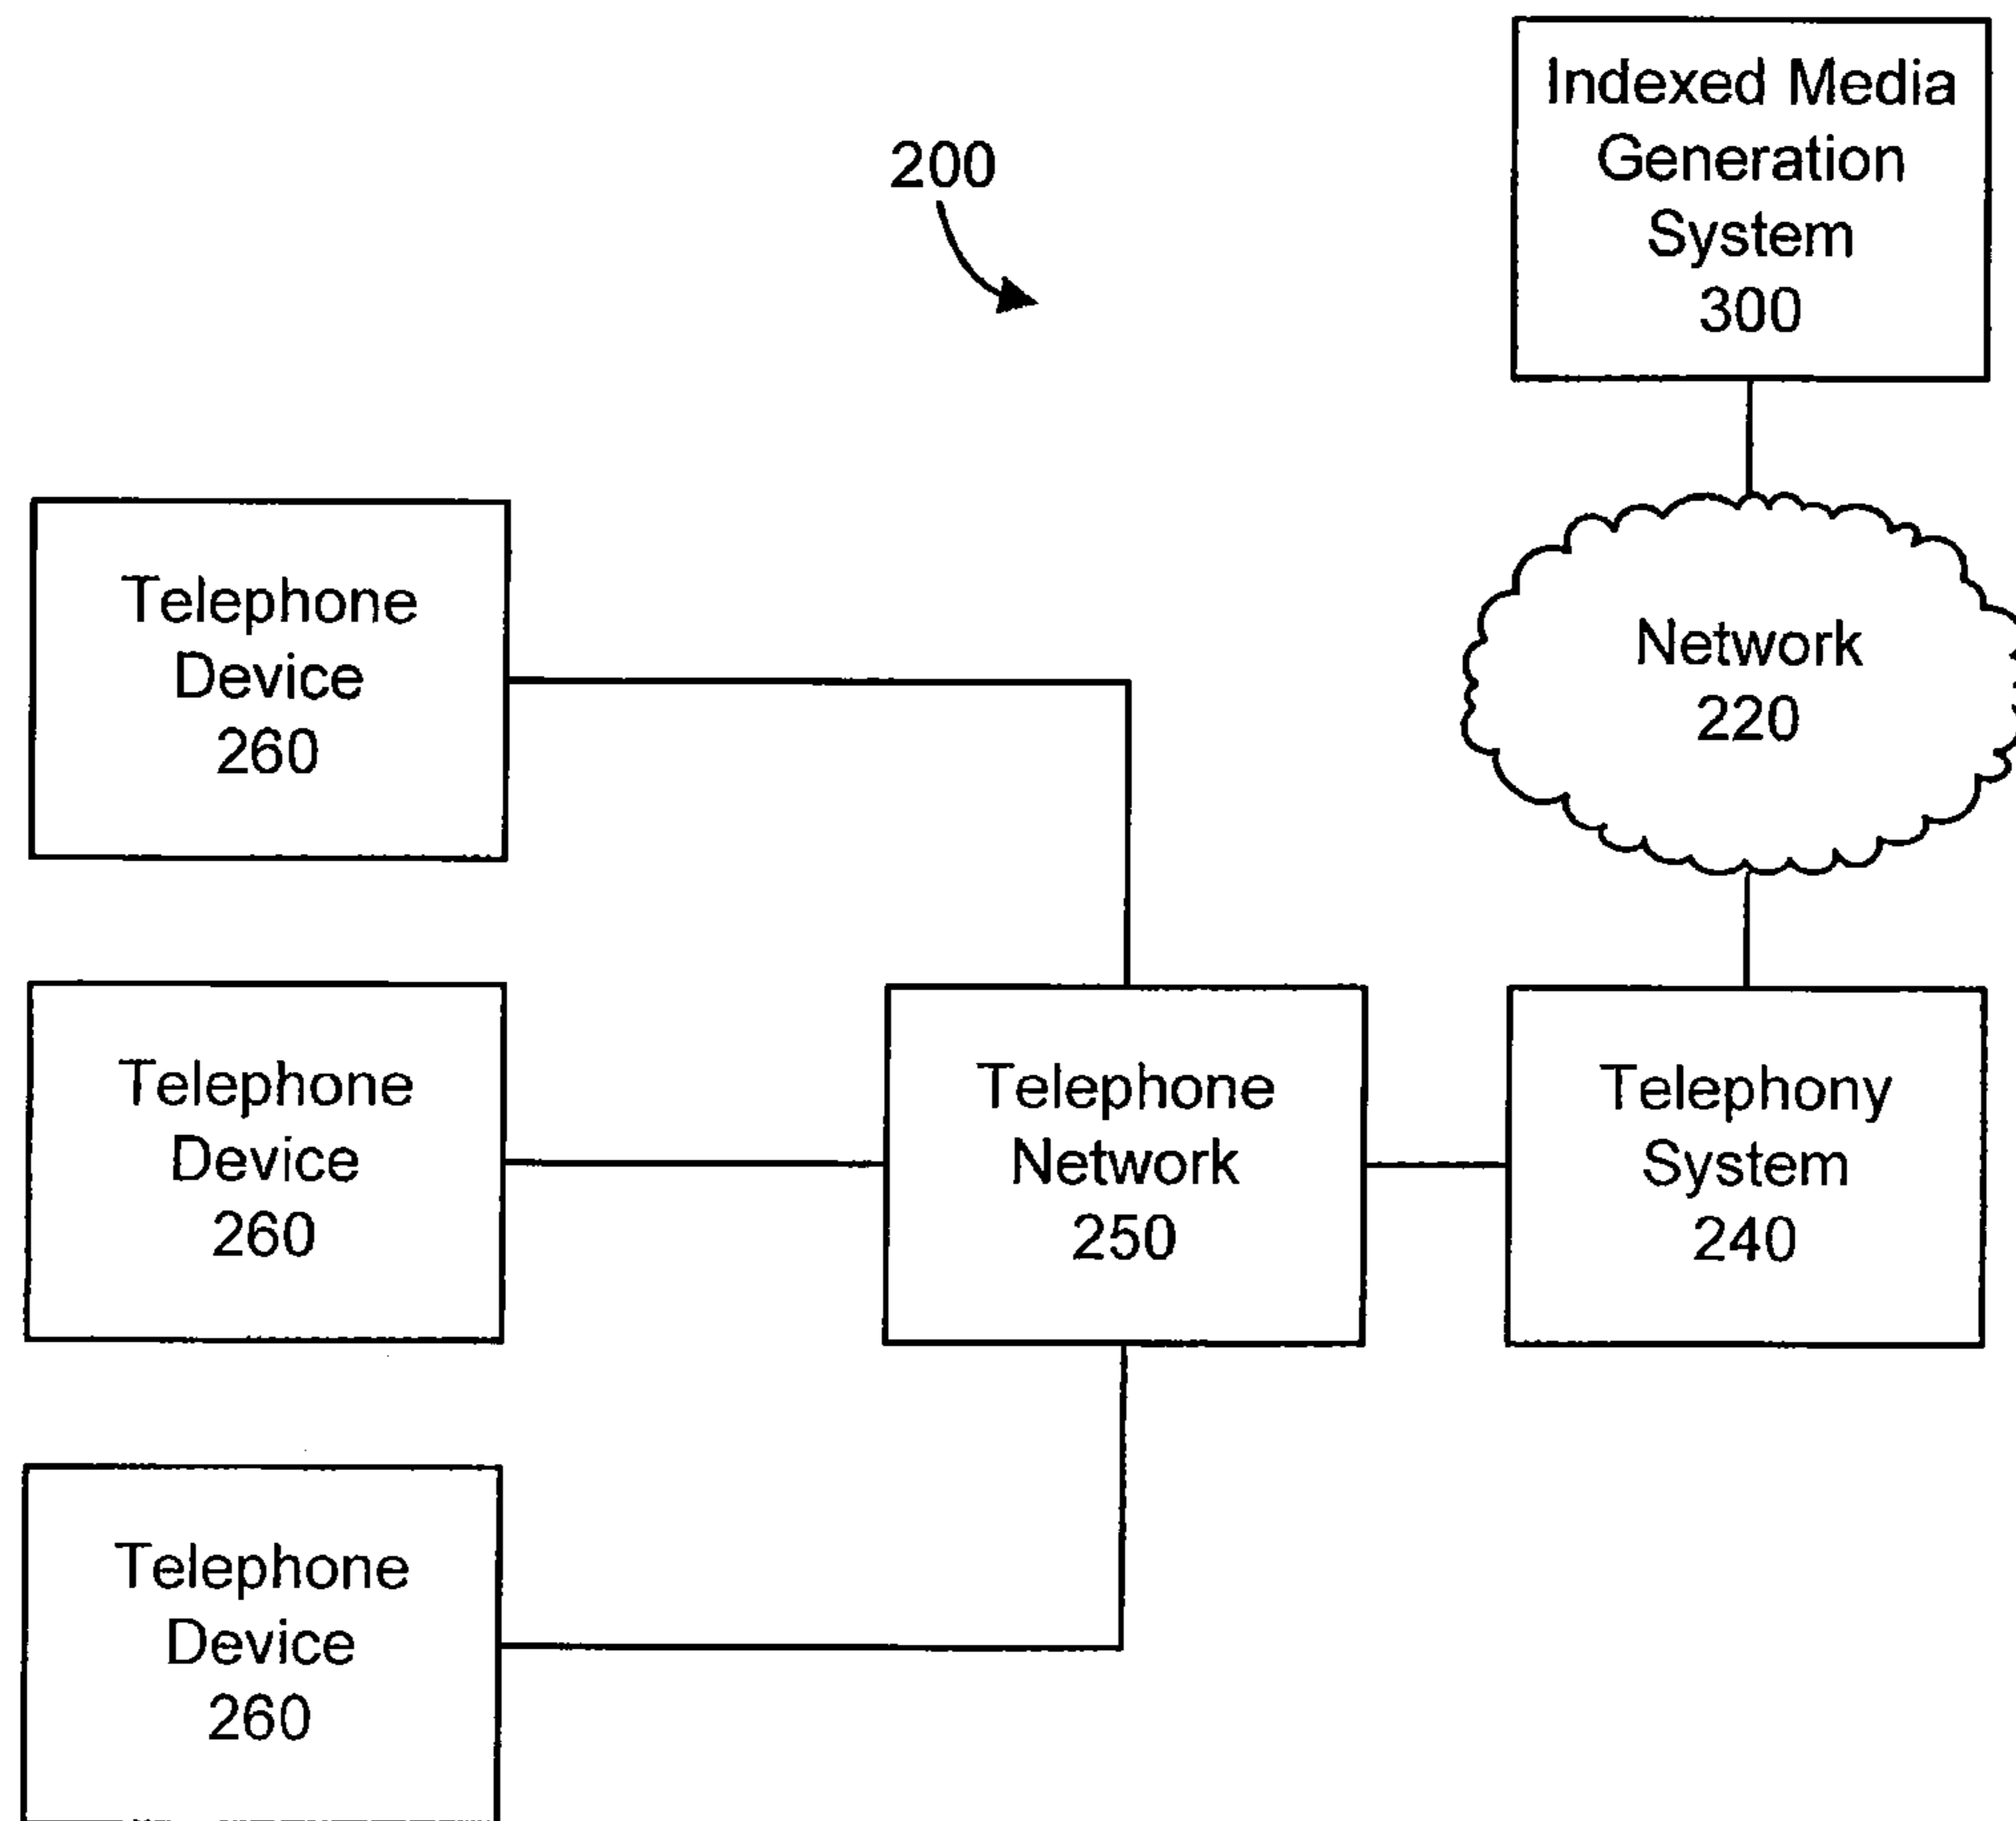 Indexed Media
Generation
System
300
200
Telephone
Device
260
Network
220
Telephone
Device
260
Telephone
Network
250
Telephony
System
240
Telephone
Device
260